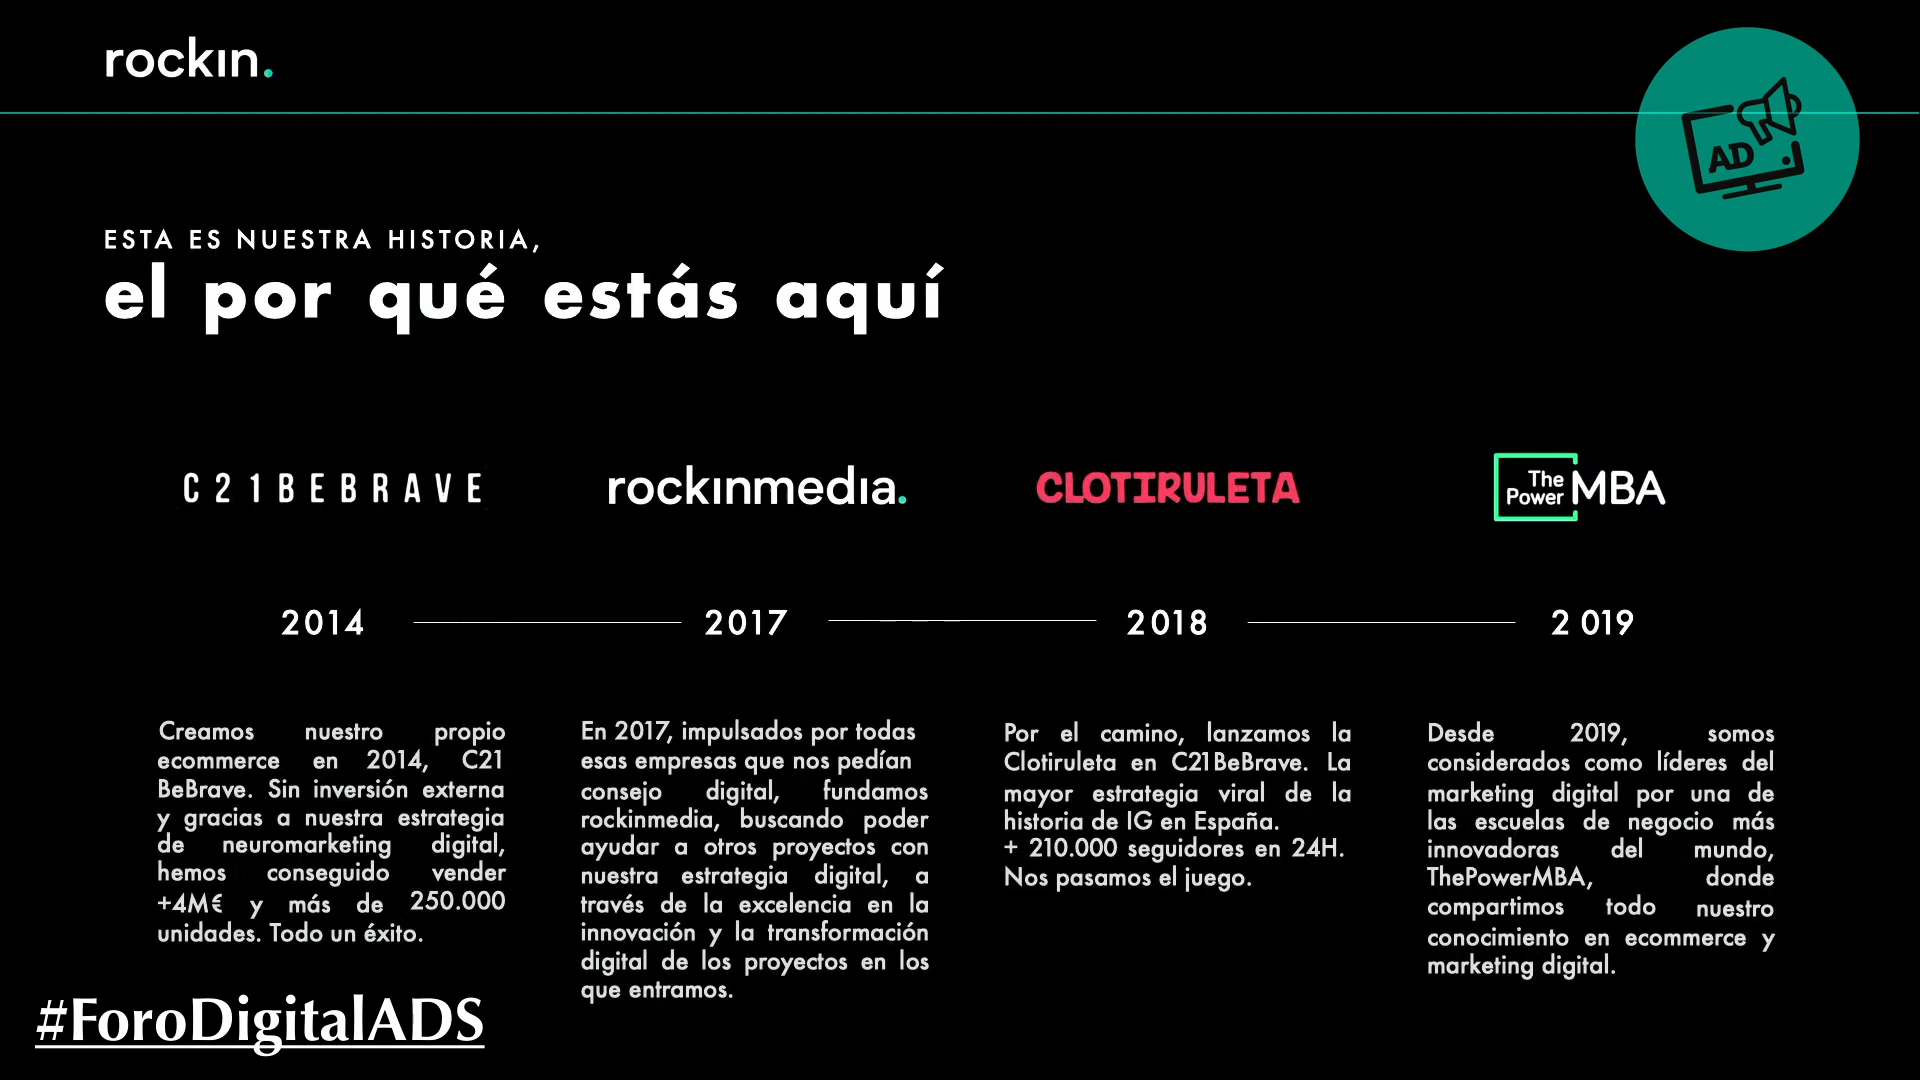 rockin.
AD
ESTA ES NUESTRA HISTORIA,
el por qué estás aquí
C21BEBRAVE
rockinmedia.
CLOTIRULETA
The
Power
MBA
2014
2017
2018
2 019
Creamos nuestro propio
ecommerce en 2014, C21
BeBrave. Sin inversión externa
y gracias a nuestra estrategia
de neuromarketing digital,
hemos conseguido vender
+4M€ y más de 250.000
unidades. Todo un éxito.
En 2017, impulsados por todas
esas empresas que nos pedían
consejo digital, fundamos
rockinmedia, buscando poder
ayudar a otros proyectos con
nuestra estrategia digital, a
través de la excelencia en la
innovación y la transformación
digital de los proyectos en los
que entramos.
Por el camino, lanzamos la
Clotiruleta en C21BeBrave. La
mayor estrategia viral de la
historia de IG en España.
+ 210.000 seguidores en 24H.
Nos pasamos el juego.
Desde 2019, somos
considerados como líderes del
marketing digital por una de
las escuelas de negocio más
innovadoras del mundo,
ThePowerMBA, donde
compartimos todo nuestro
conocimiento en ecommerce y
marketing digital.
#ForoDigitalADS